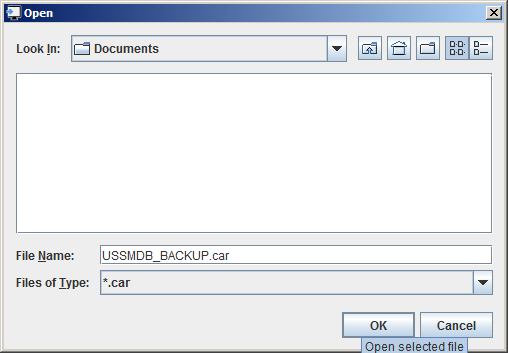 Open
Look In: Documents
File Name: USSMDB_BACKUP.car
Files of Type: *.car
OK Cancel
Open selected file